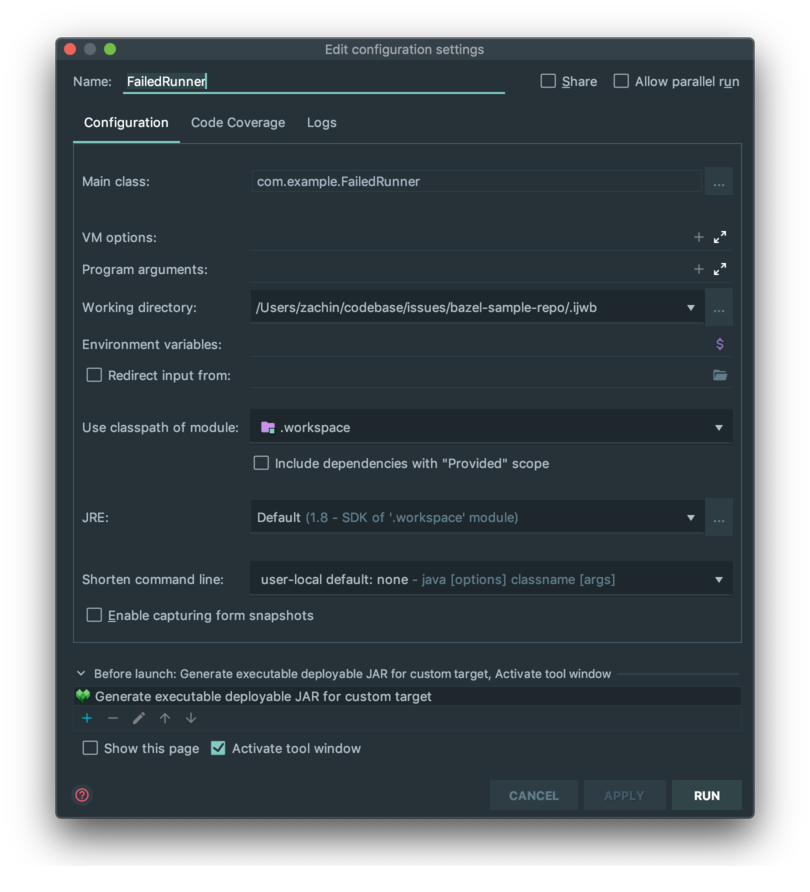 Edit configuration settings
Name: FailedRunner Share Allow parallel run
Configuration Code Coverage Logs
Main class: com.example.FailedRunner ...
VM options:
Program arguments:
Working directory: /Users/zachin/codebase/issues/bazel-sample-repo/.ijwb ...
Environment variables: $
Redirect input from:
Use classpath of module: .workspace
Include dependencies with "Provided" scope
JRE: Default (1.8 - SDK of '.workspace' module) ...
Shorten command line: user-local default: none - java [options] classname [args]
Enable capturing form snapshots
Before launch: Generate executable deployable JAR for custom target, Activate tool window
Generate executable deployable JAR for custom target
Show this page Activate tool window
? CANCEL APPLY RUN